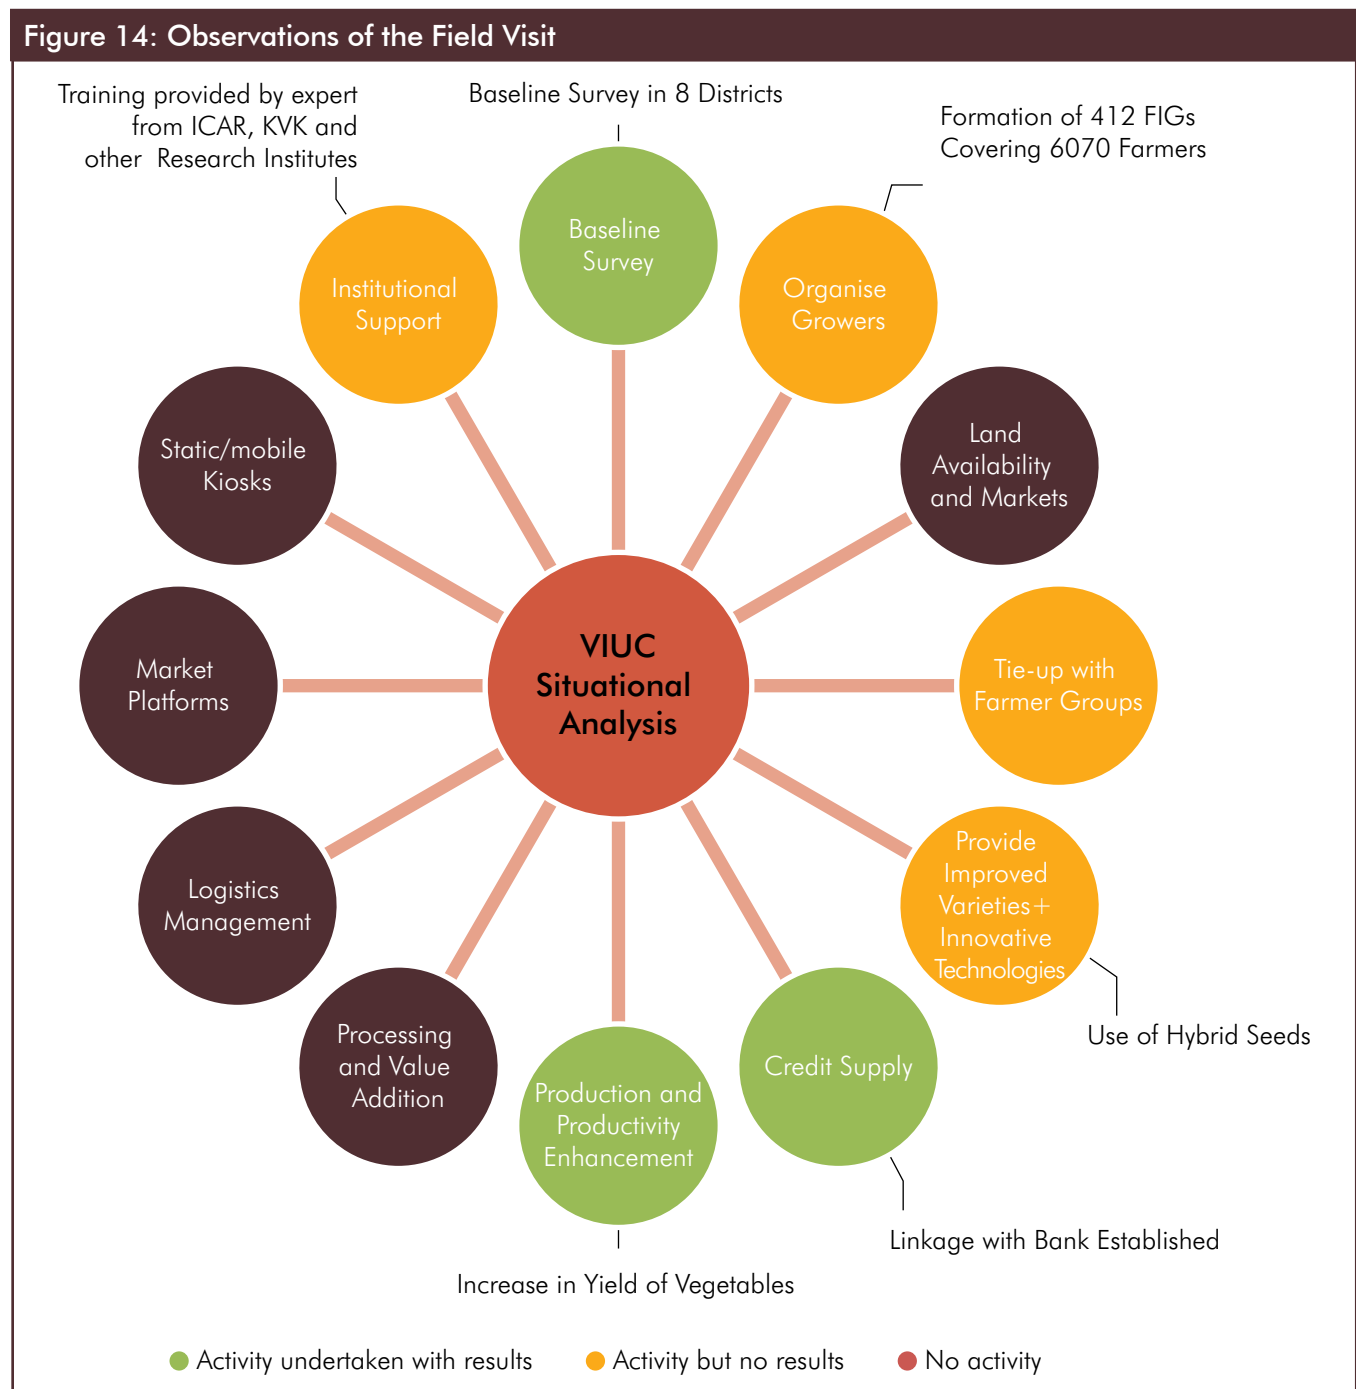 Figure 14: Observations of the Field Visit
Training provided by expert
from ICAR, KVK and
other Research Institutes
Baseline Survey in 8 Districts
Formation of 412 FIGs
Covering 6070 Farmers
Baseline
Survey
Institutional
Support
Organise
Growers
Static/mobile
Kiosks
Land
Availability
and Markets
VIUC
Situational
Analysis
Market
Platforms
Tie-up with
Farmer Groups
Logistics
Management
Provide
Improved
Varieties+
Innovative
Technologies
Use of Hybrid Seeds
Processing
and Value
Addition
Production and
Productivity
Enhancement
Credit Supply
Linkage with Bank Established
Increase in Yield of Vegetables
Activity undertaken with results
Activity but no results
No activity